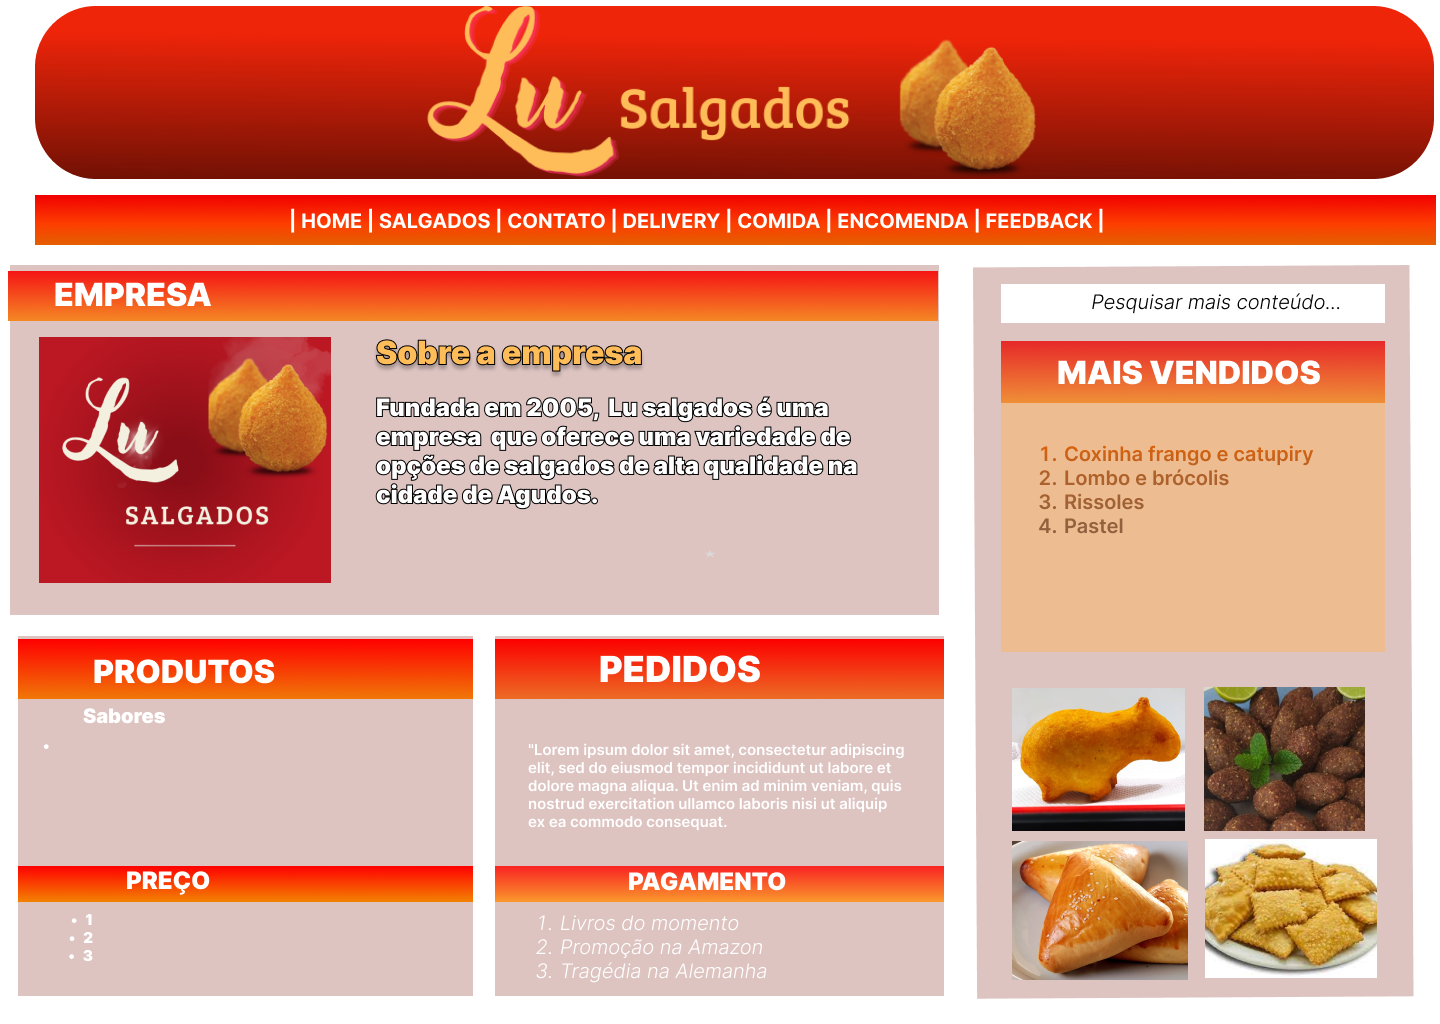 Lu Salgados
| HOME | SALGADOS | CONTATO | DELIVERY | COMIDA | ENCOMENDA | FEEDBACK |
EMPRESA
Lu
SALGADOS
Sobre a empresa
Fundada em 2005, Lu salgados é uma
empresa que oferece uma variedade de
opções de salgados de alta qualidade na
cidade de Agudos.
PRODUTOS
Sabores
•
PREÇO
• 1
• 2
• 3
PEDIDOS
"Lorem ipsum dolor sit amet, consectetur adipiscing
elit, sed do eiusmod tempor incididunt ut labore et
dolore magna aliqua. Ut enim ad minim veniam, quis
nostrud exercitation ullamco laboris nisi ut aliquip
ex ea commodo consequat.
PAGAMENTO
1. Livros do momento
2. Promoção na Amazon
3. Tragédia na Alemanha
Pesquisar mais conteúdo...
MAIS VENDIDOS
1. Coxinha frango e catupiry
2. Lombo e brócolis
3. Rissoles
4. Pastel